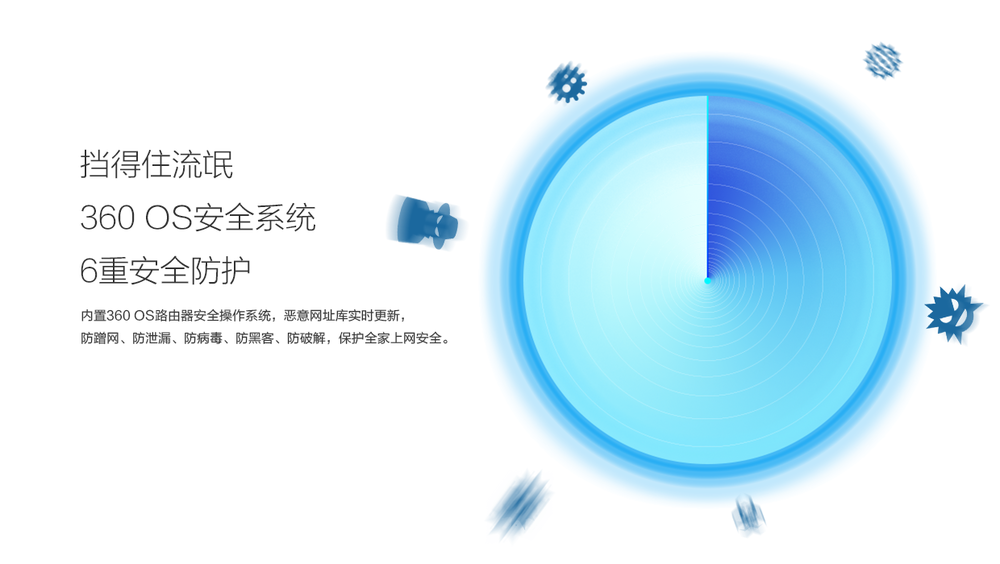 挡得住流氓
360 OS安全系统
6重安全防护
内置360 OS路由器安全操作系统，恶意网址库实时更新，
防蹭网、防泄漏、防病毒、防黑客、防破解，保护全家上网安全。